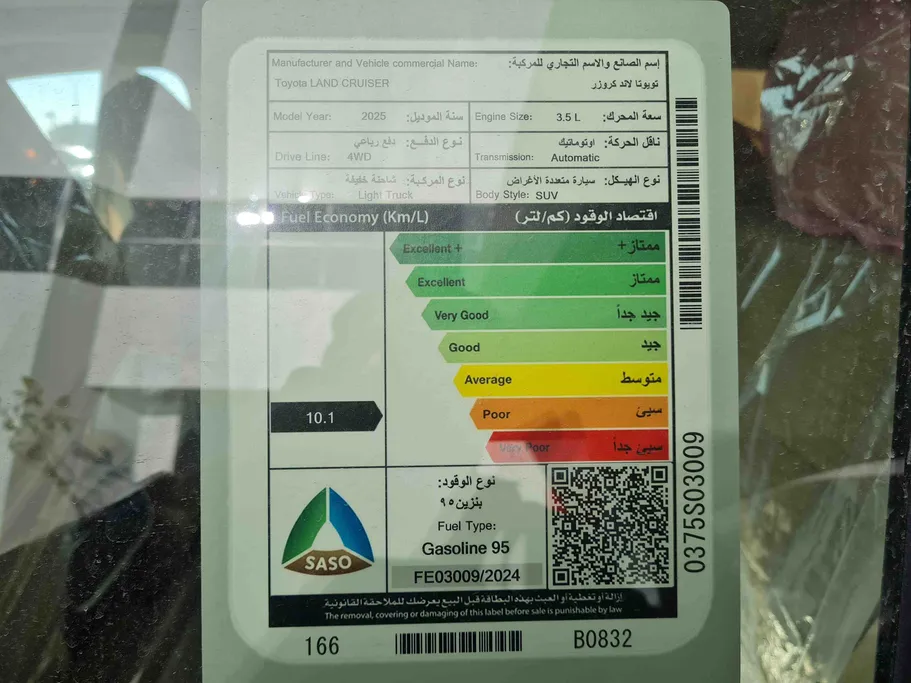 Manufacturer and Vehicle commercial Name: إسم الصانع والاسم التجاري للمركبة:
Toyota LAND CRUISER تويوتا لاند كروزر
Model Year: 2025 سنة الموديل:
Engine Size: 3.5 L سعة المحرك:
نوع الدفع: دفع رباعي
Drive Line: 4WD
ناقل الحركة: اوتوماتيك
Transmission: Automatic
نوع المركبة: شاحنة خفيفة
Vehicle Type: Light Truck
نوع الهيكل: سيارة متعددة الأغراض
Body Style: SUV
Fuel Economy (Km/L) اقتصاد الوقود (كم/لتر)
Excellent + ممتاز+
Excellent ممتاز
Very Good جيد جداً
Good جيد
Average متوسط
10.1
Poor سيئ
Very Poor سيئ جداً
نوع الوقود:
بنزين ٩٥
Fuel Type:
Gasoline 95
FE03009/2024
SASO
إزالة أو تغطية أو العبث بهذه البطاقة قبل البيع يعرضك للملاحقة القانونية.
The removal, covering or damaging of this label before sale is punishable by law
166
B0832
0375S03009